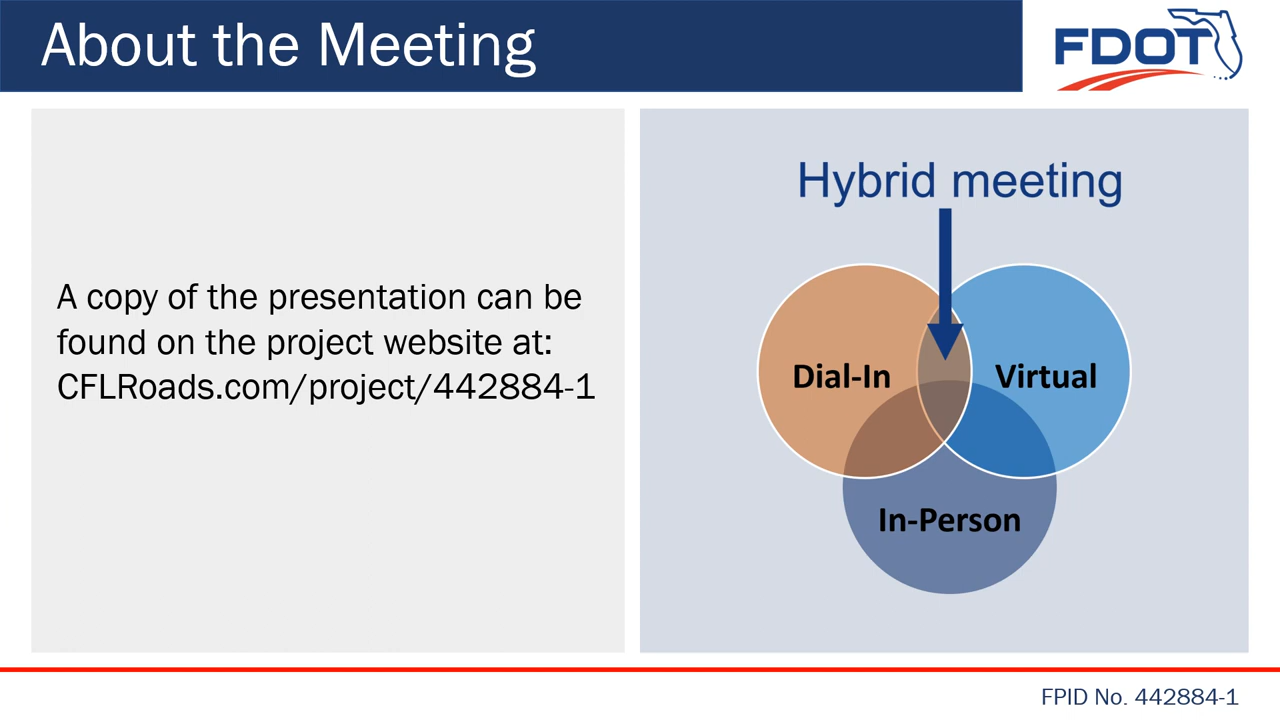 About the Meeting
FDOT
A copy of the presentation can be
found on the project website at:
CFLRoads.com/project/442884-1
Hybrid meeting
Dial-In
Virtual
In-Person
FPID No. 442884-1